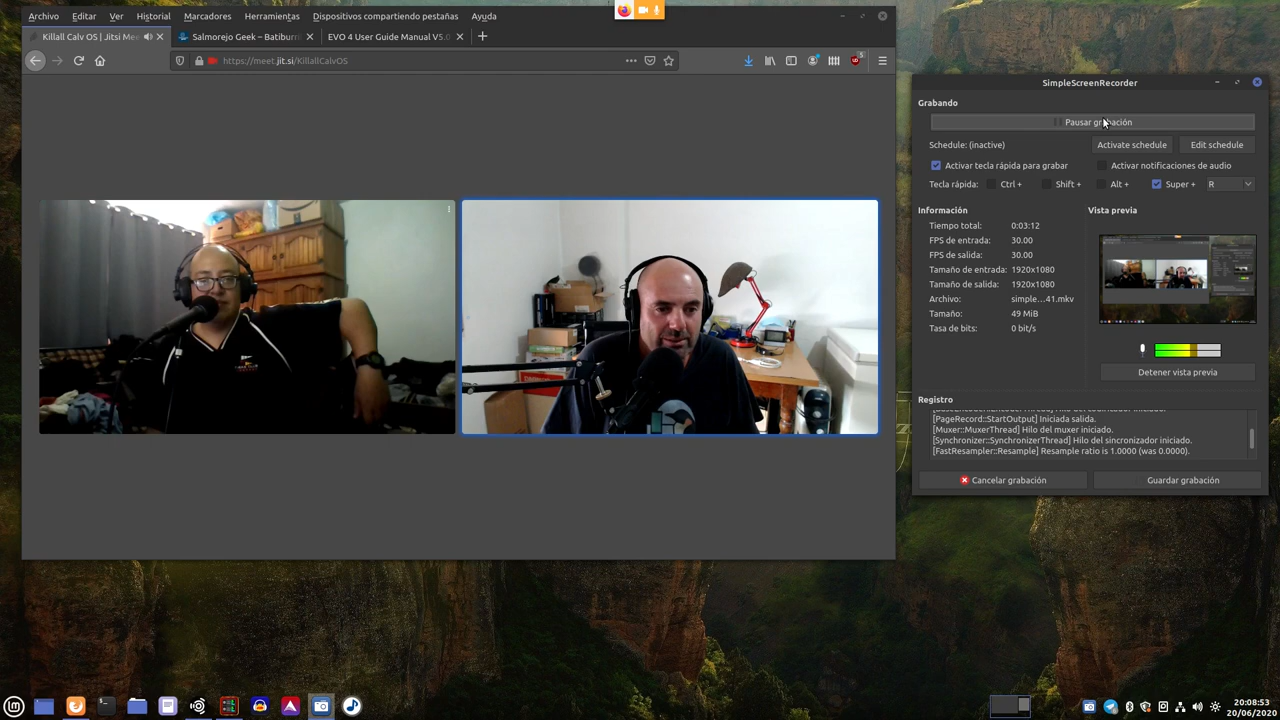 Archivo Editar Ver Historial Marcadores Herramientas Dispositivos compartiendo pestañas Ayuda
Killall Calv OS | Jitsi Mee
Salmorejo Geek – Batiburri
EVO 4 User Guide Manual V5.0
https://meet.jit.si/KillallCalvOS
5
SimpleScreenRecorder
Grabando
Pausar grabación
Schedule: (inactive)
Activate schedule
Edit schedule
Activar tecla rápida para grabar
Activar notificaciones de audio
Tecla rápida: Ctrl + Shift + Alt + Super + R
Información
Vista previa
Tiempo total: 0:03:12
FPS de entrada: 30.00
FPS de salida: 30.00
Tamaño de entrada: 1920x1080
Tamaño de salida: 1920x1080
Archivo: simple...41.mkv
Tamaño: 49 MiB
Tasa de bits: 0 bit/s
Detener vista previa
Registro
[PageRecord::StartOutput] Iniciada salida.
[Muxer::MuxerThread] Hilo del muxer iniciado.
[Synchronizer::SynchronizerThread] Hilo del sincronizador iniciado.
[FastResampler::Resample] Resample ratio is 1.0000 (was 0.0000).
Cancelar grabación
Guardar grabación
20:08:53
20/06/2020